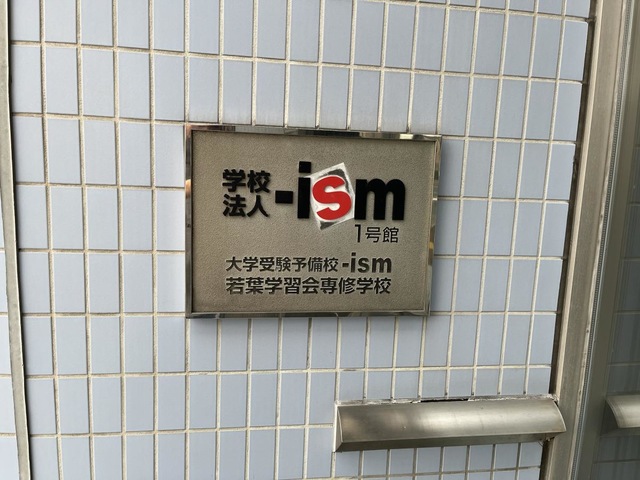 学校法人 -ism
1号館
大学受験予備校-ism
若葉学習会専修学校